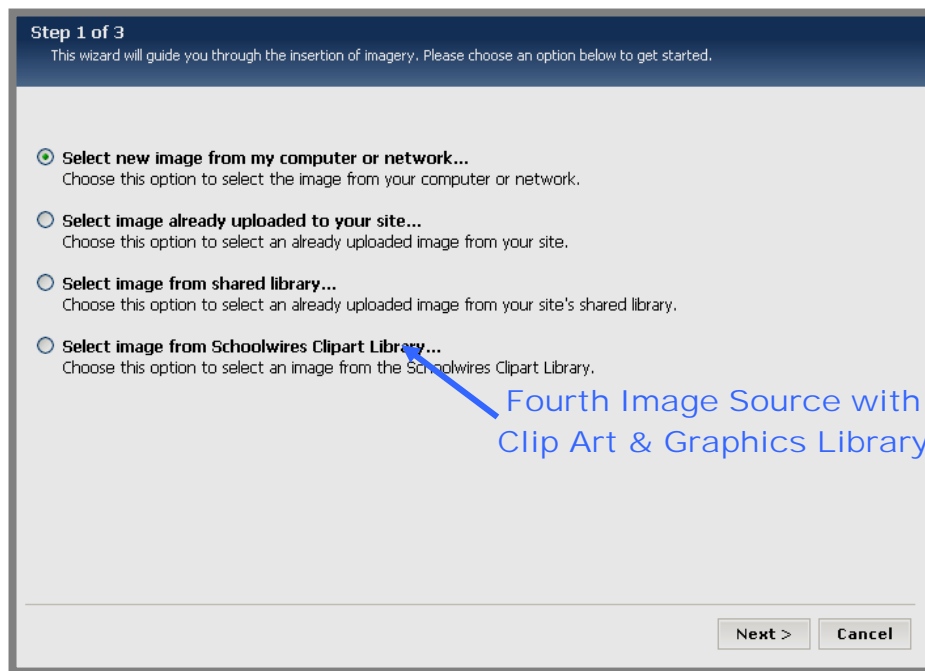 Step 1 of 3
This wizard will guide you through the insertion of imagery. Please choose an option below to get started.
Select new image from my computer or network...
Choose this option to select the image from your computer or network.
Select image already uploaded to your site...
Choose this option to select an already uploaded image from your site.
Select image from shared library...
Choose this option to select an already uploaded image from your site's shared library.
Select image from Schoolwires Clipart Library...
Choose this option to select an image from the Schoolwires Clipart Library.
Fourth Image Source with
Clip Art & Graphics Library
Next >
Cancel